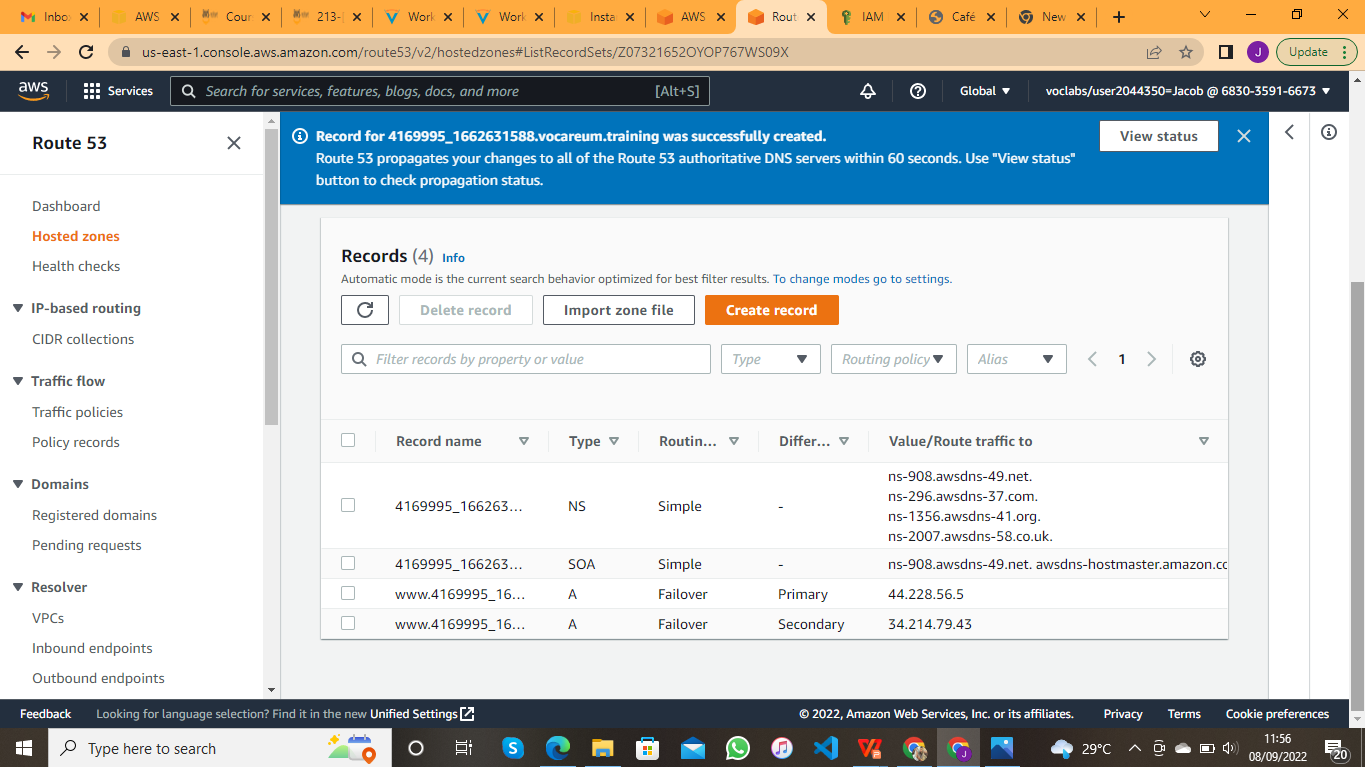 Inbo
AWS
Cour
213-
Work
Work
Insta
AWS
Rout
IAM
Café
New
us-east-1.console.aws.amazon.com/route53/v2/hostedzones#ListRecordSets/Z07321652OYOP767WS09X
J
Update
aws
Services
Search for services, features, blogs, docs, and more
[Alt+S]
Global
voclabs/user2044350=Jacob @ 6830-3591-6673
Route 53
Dashboard
Hosted zones
Health checks
IP-based routing
CIDR collections
Traffic flow
Traffic policies
Policy records
Domains
Registered domains
Pending requests
Resolver
VPCs
Inbound endpoints
Outbound endpoints
Record for 4169995_1662631588.vocareum.training was successfully created.
Route 53 propagates your changes to all of the Route 53 authoritative DNS servers within 60 seconds. Use "View status"
button to check propagation status.
View status
Records (4) Info
Automatic mode is the current search behavior optimized for best filter results. To change modes go to settings.
Delete record
Import zone file
Create record
Filter records by property or value
Type
Routing policy
Alias
1
Record name Type Routin... Differ... Value/Route traffic to
ns-908.awsdns-49.net.
ns-296.awsdns-37.com.
4169995_166263... NS Simple -
ns-1356.awsdns-41.org.
ns-2007.awsdns-58.co.uk.
4169995_166263... SOA Simple - ns-908.awsdns-49.net. awsdns-hostmaster.amazon.co
www.4169995_16... A Failover Primary 44.228.56.5
www.4169995_16... A Failover Secondary 34.214.79.43
Feedback Looking for language selection? Find it in the new Unified Settings
© 2022, Amazon Web Services, Inc. or its affiliates. Privacy Terms Cookie preferences
Type here to search
29°C
11:56
08/09/2022
20